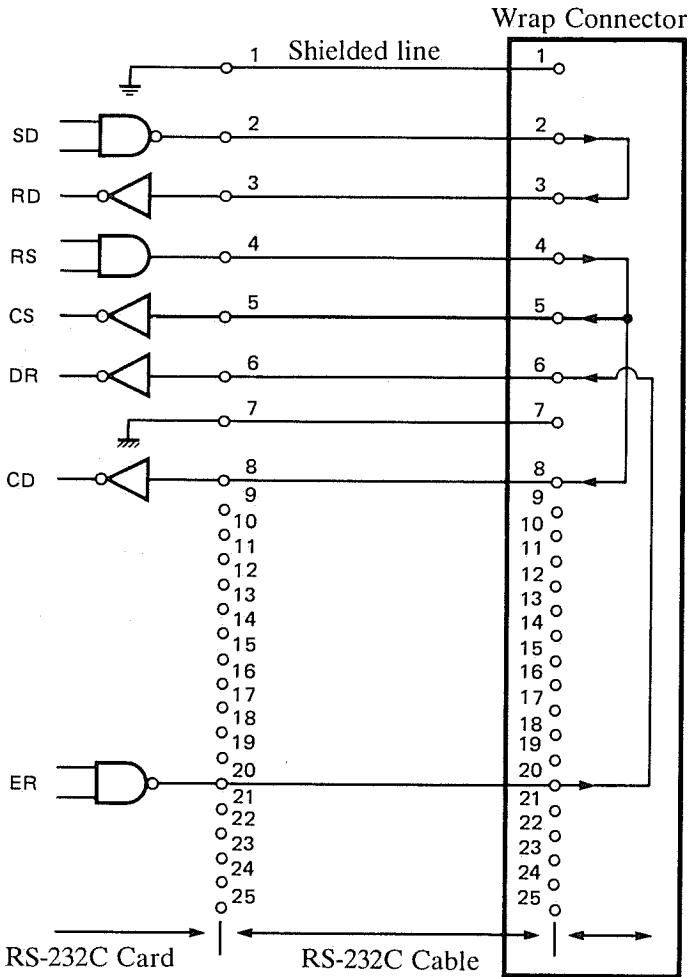 Wrap Connector
1 Shielded line 1
SD 2 2
RD 3 3
RS 4 4
CS 5 5
DR 6 6
7 7
CD 8 8
9 9
10 10
11 11
12 12
13 13
14 14
15 15
16 16
17 17
18 18
19 19
ER 20 20
21 21
22 22
23 23
24 24
25 25
RS-232C Card RS-232C Cable